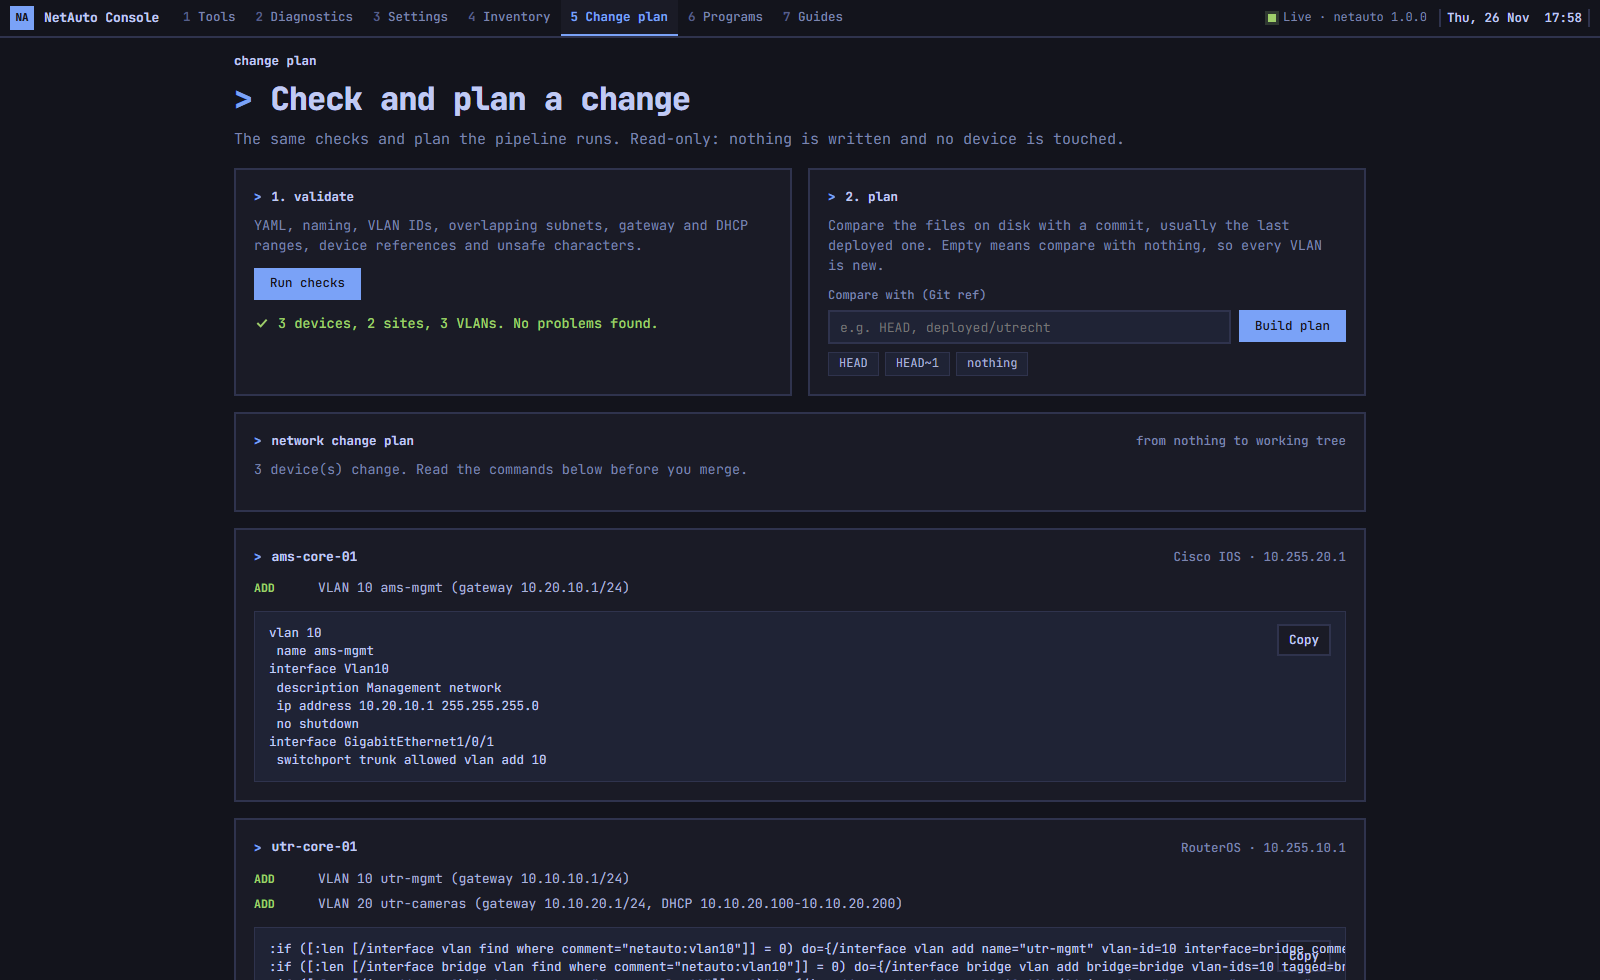 NA NetAuto Console 1 Tools 2 Diagnostics 3 Settings 4 Inventory 5 Change plan 6 Programs 7 Guides Live · netauto 1.0.0 Thu, 26 Nov 17:58
change plan
> Check and plan a change
The same checks and plan the pipeline runs. Read-only: nothing is written and no device is touched.
> 1. validate
YAML, naming, VLAN IDs, overlapping subnets, gateway and DHCP
ranges, device references and unsafe characters.
Run checks
✓ 3 devices, 2 sites, 3 VLANs. No problems found.
> 2. plan
Compare the files on disk with a commit, usually the last
deployed one. Empty means compare with nothing, so every VLAN
is new.
Compare with (Git ref)
e.g. HEAD, deployed/utrecht Build plan
HEAD HEAD~1 nothing
> network change plan from nothing to working tree
3 device(s) change. Read the commands below before you merge.
> ams-core-01 Cisco IOS · 10.255.20.1
ADD VLAN 10 ams-mgmt (gateway 10.20.10.1/24)
Copy
vlan 10
 name ams-mgmt
interface Vlan10
 description Management network
 ip address 10.20.10.1 255.255.255.0
 no shutdown
interface GigabitEthernet1/0/1
 switchport trunk allowed vlan add 10
> utr-core-01 RouterOS · 10.255.10.1
ADD VLAN 10 utr-mgmt (gateway 10.10.10.1/24)
ADD VLAN 20 utr-cameras (gateway 10.10.20.1/24, DHCP 10.10.20.100-10.10.20.200)
:if ([:len [/interface vlan find where comment="netauto:vlan10"]] = 0) do={/interface vlan add name="utr-mgmt" vlan-id=10 interface=bridge comme
Copy
:if ([:len [/interface bridge vlan find where comment="netauto:vlan10"]] = 0) do={/interface bridge vlan add bridge=bridge vlan-ids=10 tagged=br